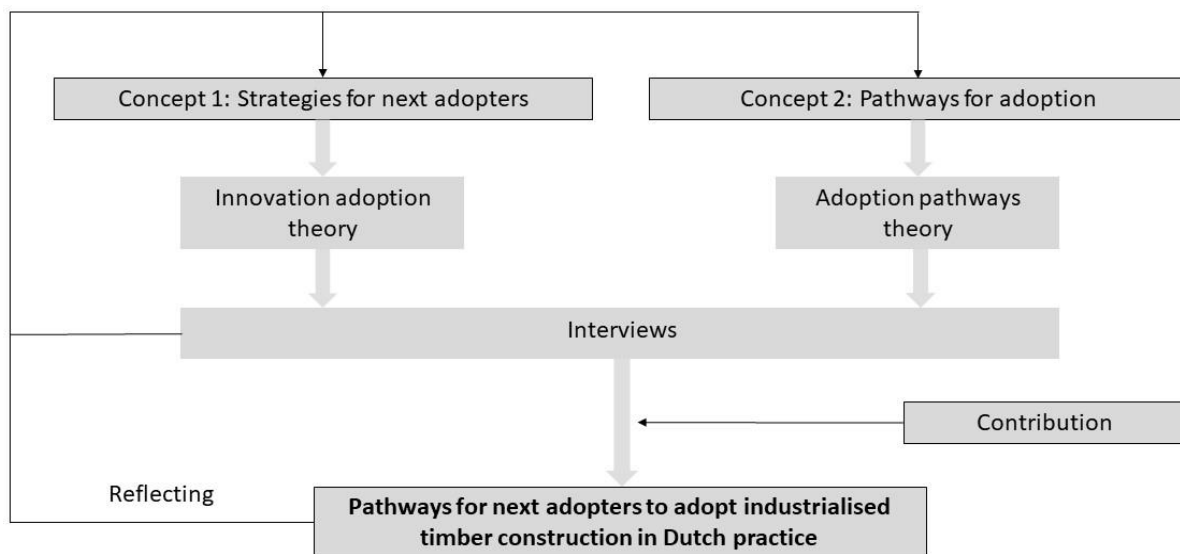 Concept 1: Strategies for next adopters
Concept 2: Pathways for adoption
Innovation adoption
theory
Adoption pathways
theory
Interviews
Contribution
Reflecting
Pathways for next adopters to adopt industrialised
timber construction in Dutch practice